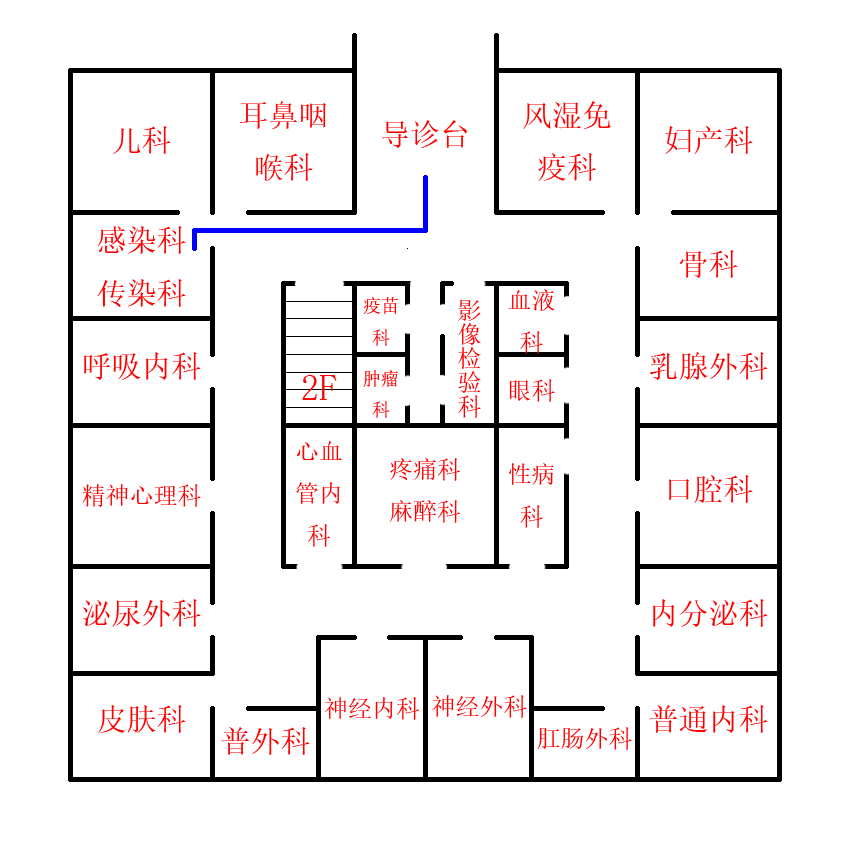 儿科
耳鼻咽
喉科
导诊台
风湿免
疫科
妇产科
感染科
传染科
骨科
疫苗
科
影像检验科
血液
科
呼吸内科
2F
肿瘤
科
眼科
乳腺外科
心血
管内
科
疼痛科
麻醉科
性病
科
精神心理科
口腔科
泌尿外科
内分泌科
皮肤科
普外科
神经内科
神经外科
肛肠外科
普通内科